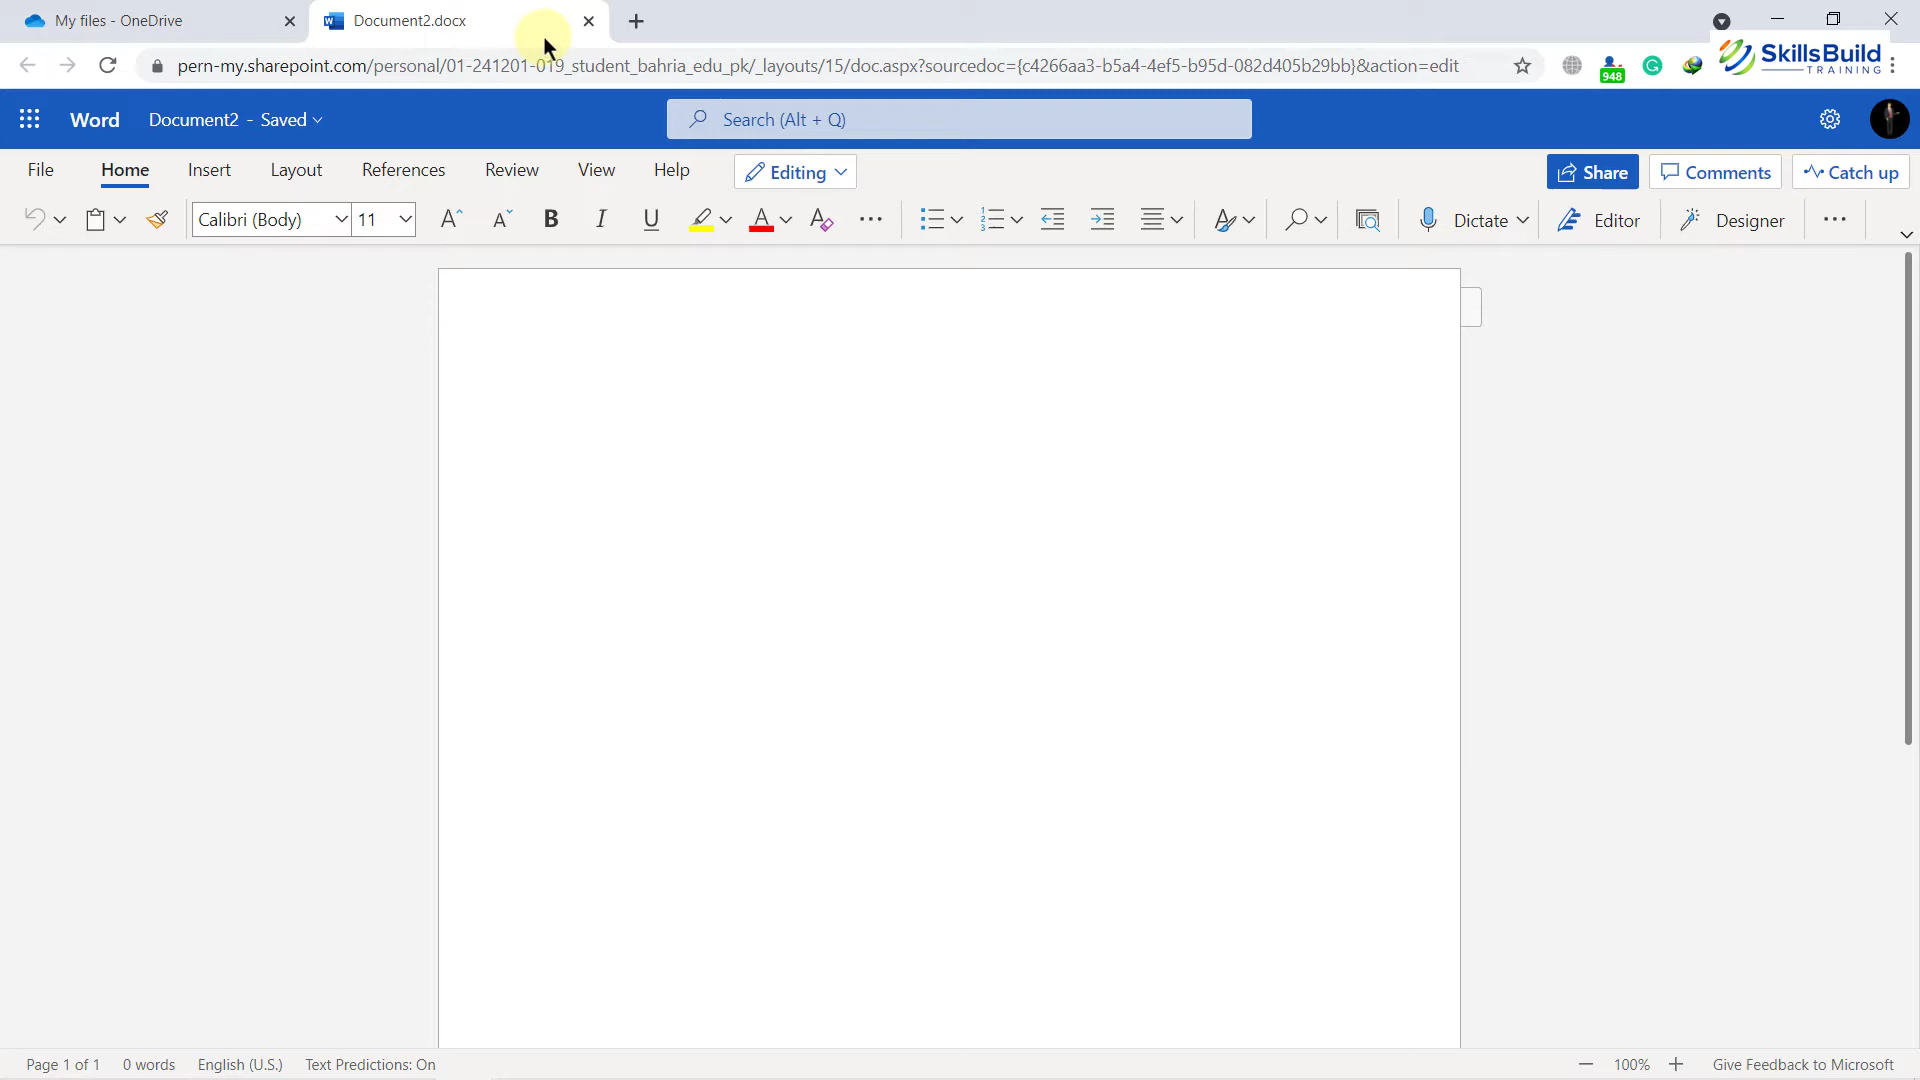 My files - OneDrive
Document2.docx
pern-my.sharepoint.com/personal/01-241201-019_student_bahria_edu_pk/_layouts/15/doc.aspx?sourcedoc={c4266aa3-b5a4-4ef5-b95d-082d405b29bb}&action=edit
948
SkillsBuild
TRAINING
Word
Document2 - Saved
Search (Alt + Q)
File
Home
Insert
Layout
References
Review
View
Help
Editing
Share
Comments
Catch up
Calibri (Body)
11
Dictate
Editor
Designer
Page 1 of 1
0 words
English (U.S.)
Text Predictions: On
100%
Give Feedback to Microsoft